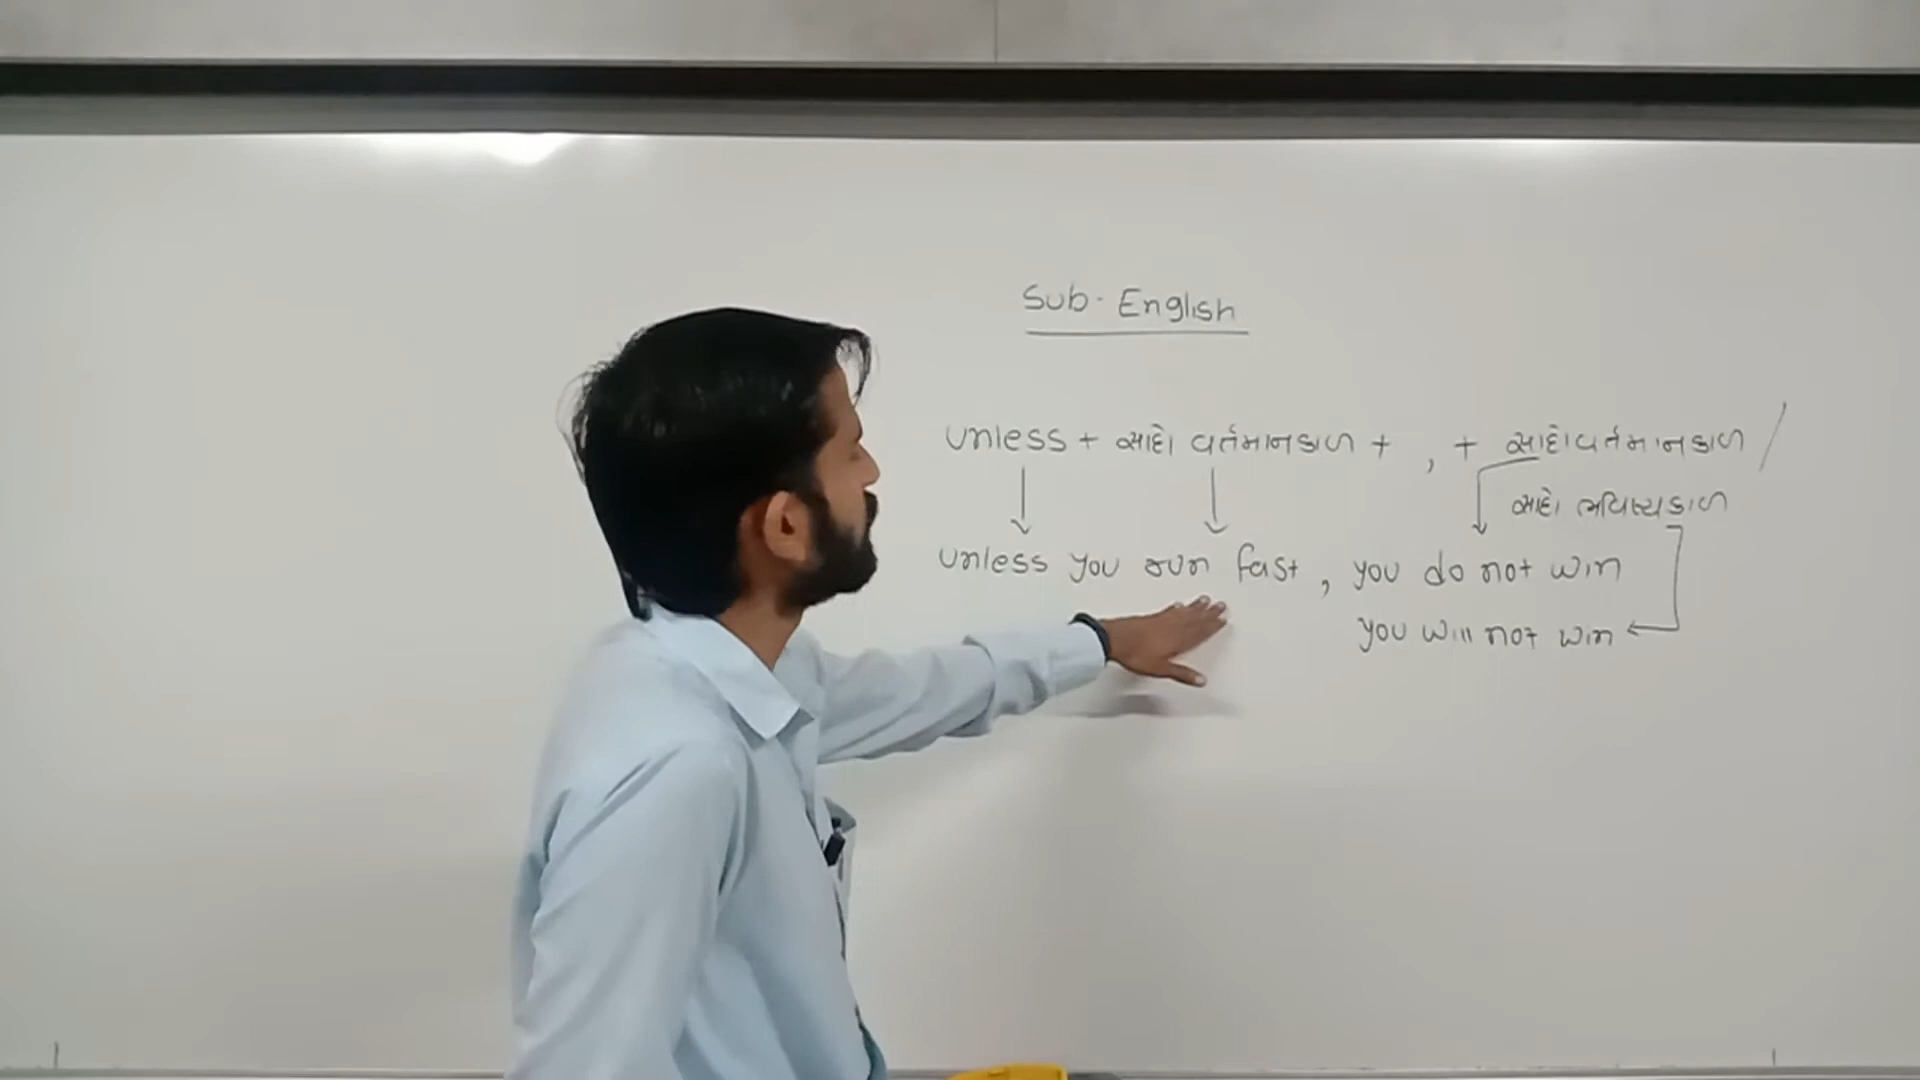 Sub- English
unless + સાદો વર્તમાનકાળ + , + સાદો વર્તમાનકાળ /
સાદો ભવિષ્યકાળ
unless you run fast, you do not win
you will not win